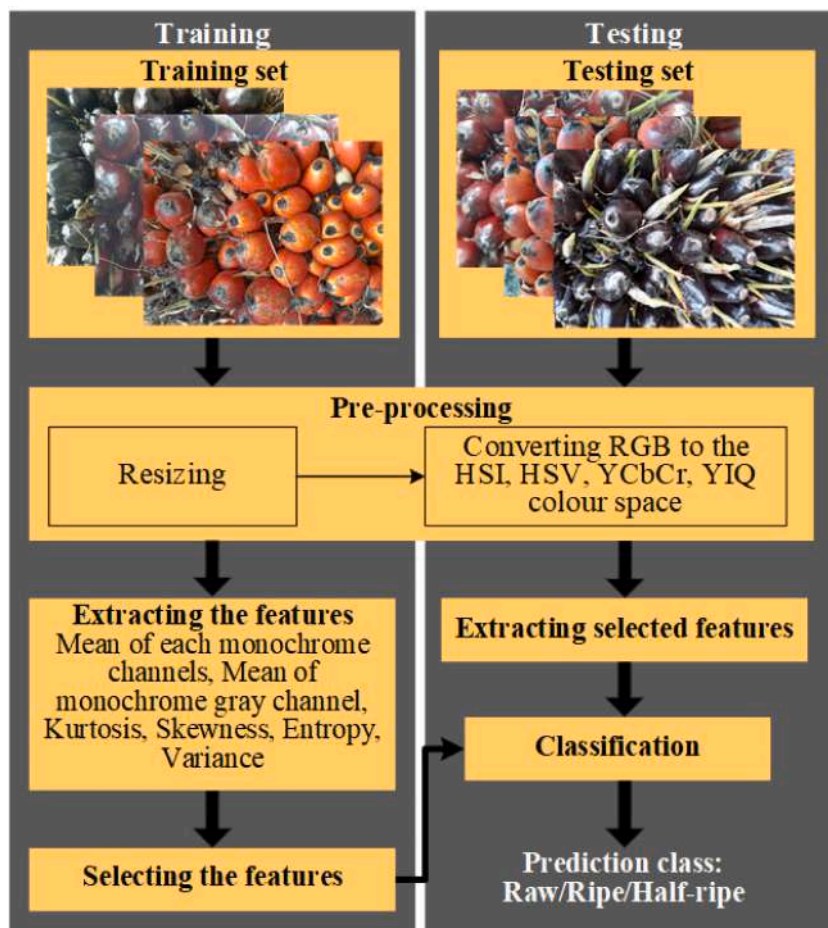 Training
Training set
Testing
Testing set
Pre-processing
Resizing
Converting RGB to the
HSI, HSV, YCbCr, YIQ
colour space
Extracting the features
Mean of each monochrome
channels, Mean of
monochrome gray channel,
Kurtosis, Skewness, Entropy,
Variance
Selecting the features
Extracting selected features
Classification
Prediction class:
Raw/Ripe/Half-ripe